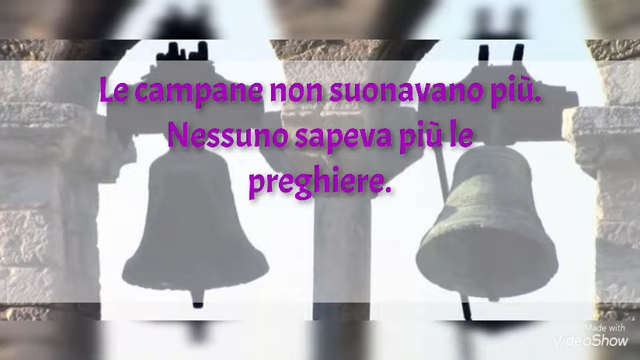 Le campane non suonavano più.
Nessuno sapeva più le
preghiere.
Made with
VideoShow